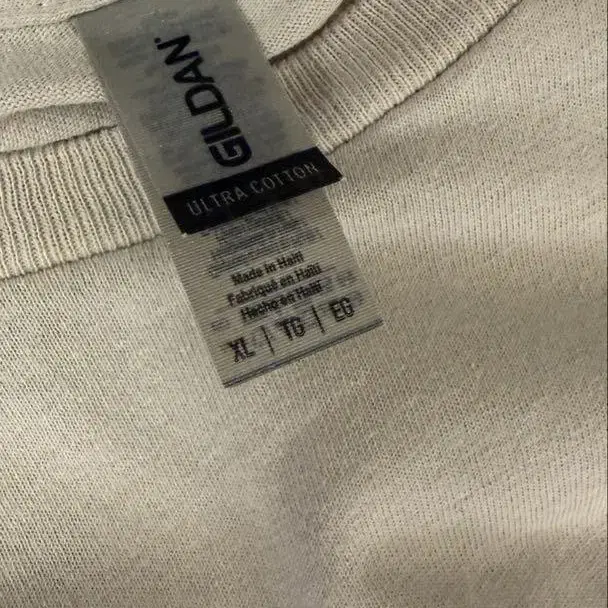 GILDAN
ULTRA COTTON
Made in Haiti
Fabriqué en Haïti
Hecho en Haití
XL | TG | EG